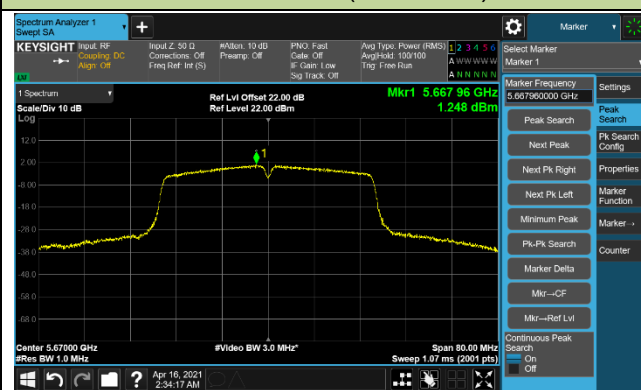 Spectrum Analyzer 1
Swept SA
+
Marker
KEYSIGHT
Input: RF
Coupling: DC
Align: Off
Input Z: 50 Ω
Corrections: Off
Freq Ref: Int (S)
#Atten: 10 dB
Preamp: Off
PNO: Fast
Gate: Off
IF Gain: Low
Sig Track: Off
Avg Type: Power (RMS)
Avg|Hold: 100/100
Trig: Free Run
1 2 3 4 5 6
A W W W W W
A N N N N N
LM
Select Marker
Marker 1
1 Spectrum
Scale/Div 10 dB
Log
Ref Lvl Offset 22.00 dB
Ref Level 22.00 dBm
Mkr1 5.667 96 GHz
1.248 dBm
12.0
2.00
-8.00
-18.0
-28.0
-38.0
-48.0
-58.0
-68.0
1
Center 5.67000 GHz
#Res BW 1.0 MHz
#Video BW 3.0 MHz*
Span 80.00 MHz
Sweep 1.07 ms (2001 pts)
Marker Frequency
5.667960000 GHz
Peak Search
Next Peak
Next Pk Right
Next Pk Left
Minimum Peak
Pk-Pk Search
Marker Delta
Mkr→CF
Mkr→Ref Lvl
Continuous Peak
Search
On
Off
Settings
Peak
Search
Pk Search
Config
Properties
Marker
Function
Marker→
Counter
?
Apr 16, 2021
2:34:17 AM